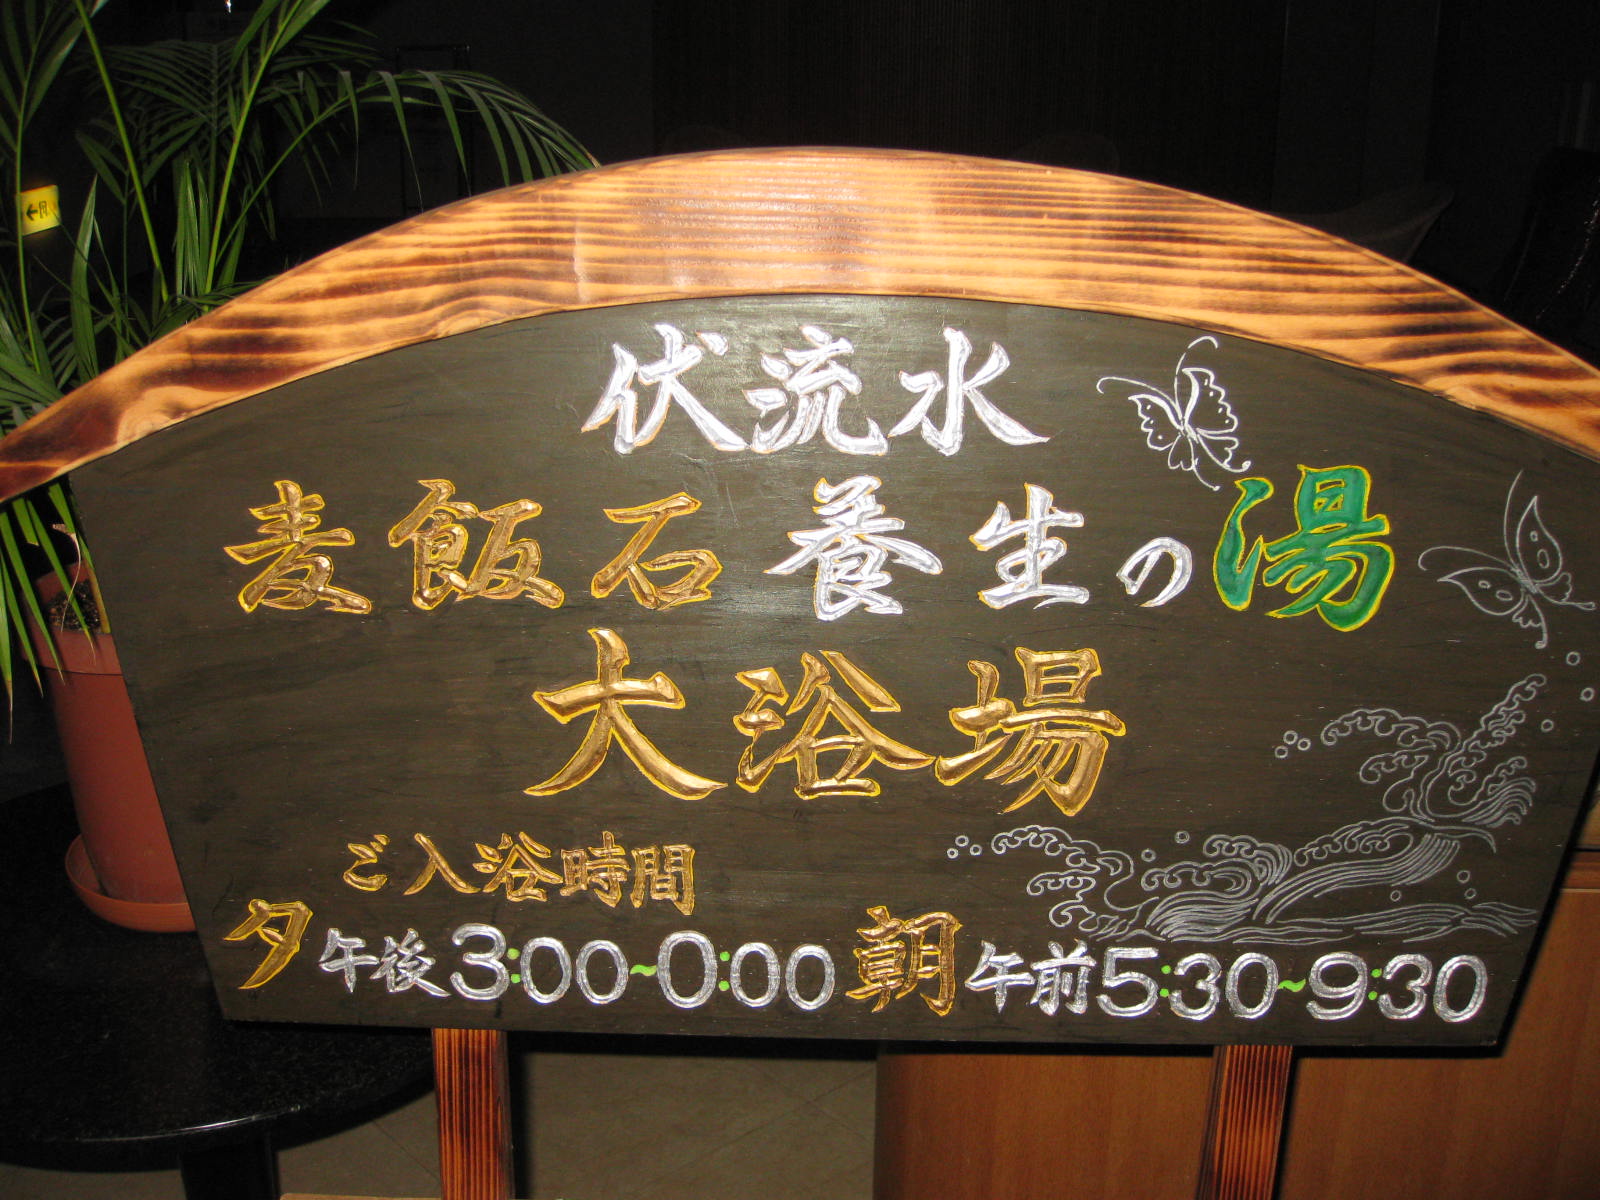 伏流水
麦飯石養生の湯
大浴場
ご入浴時間
夕午後3:00~0:00 朝午前5:30~9:30